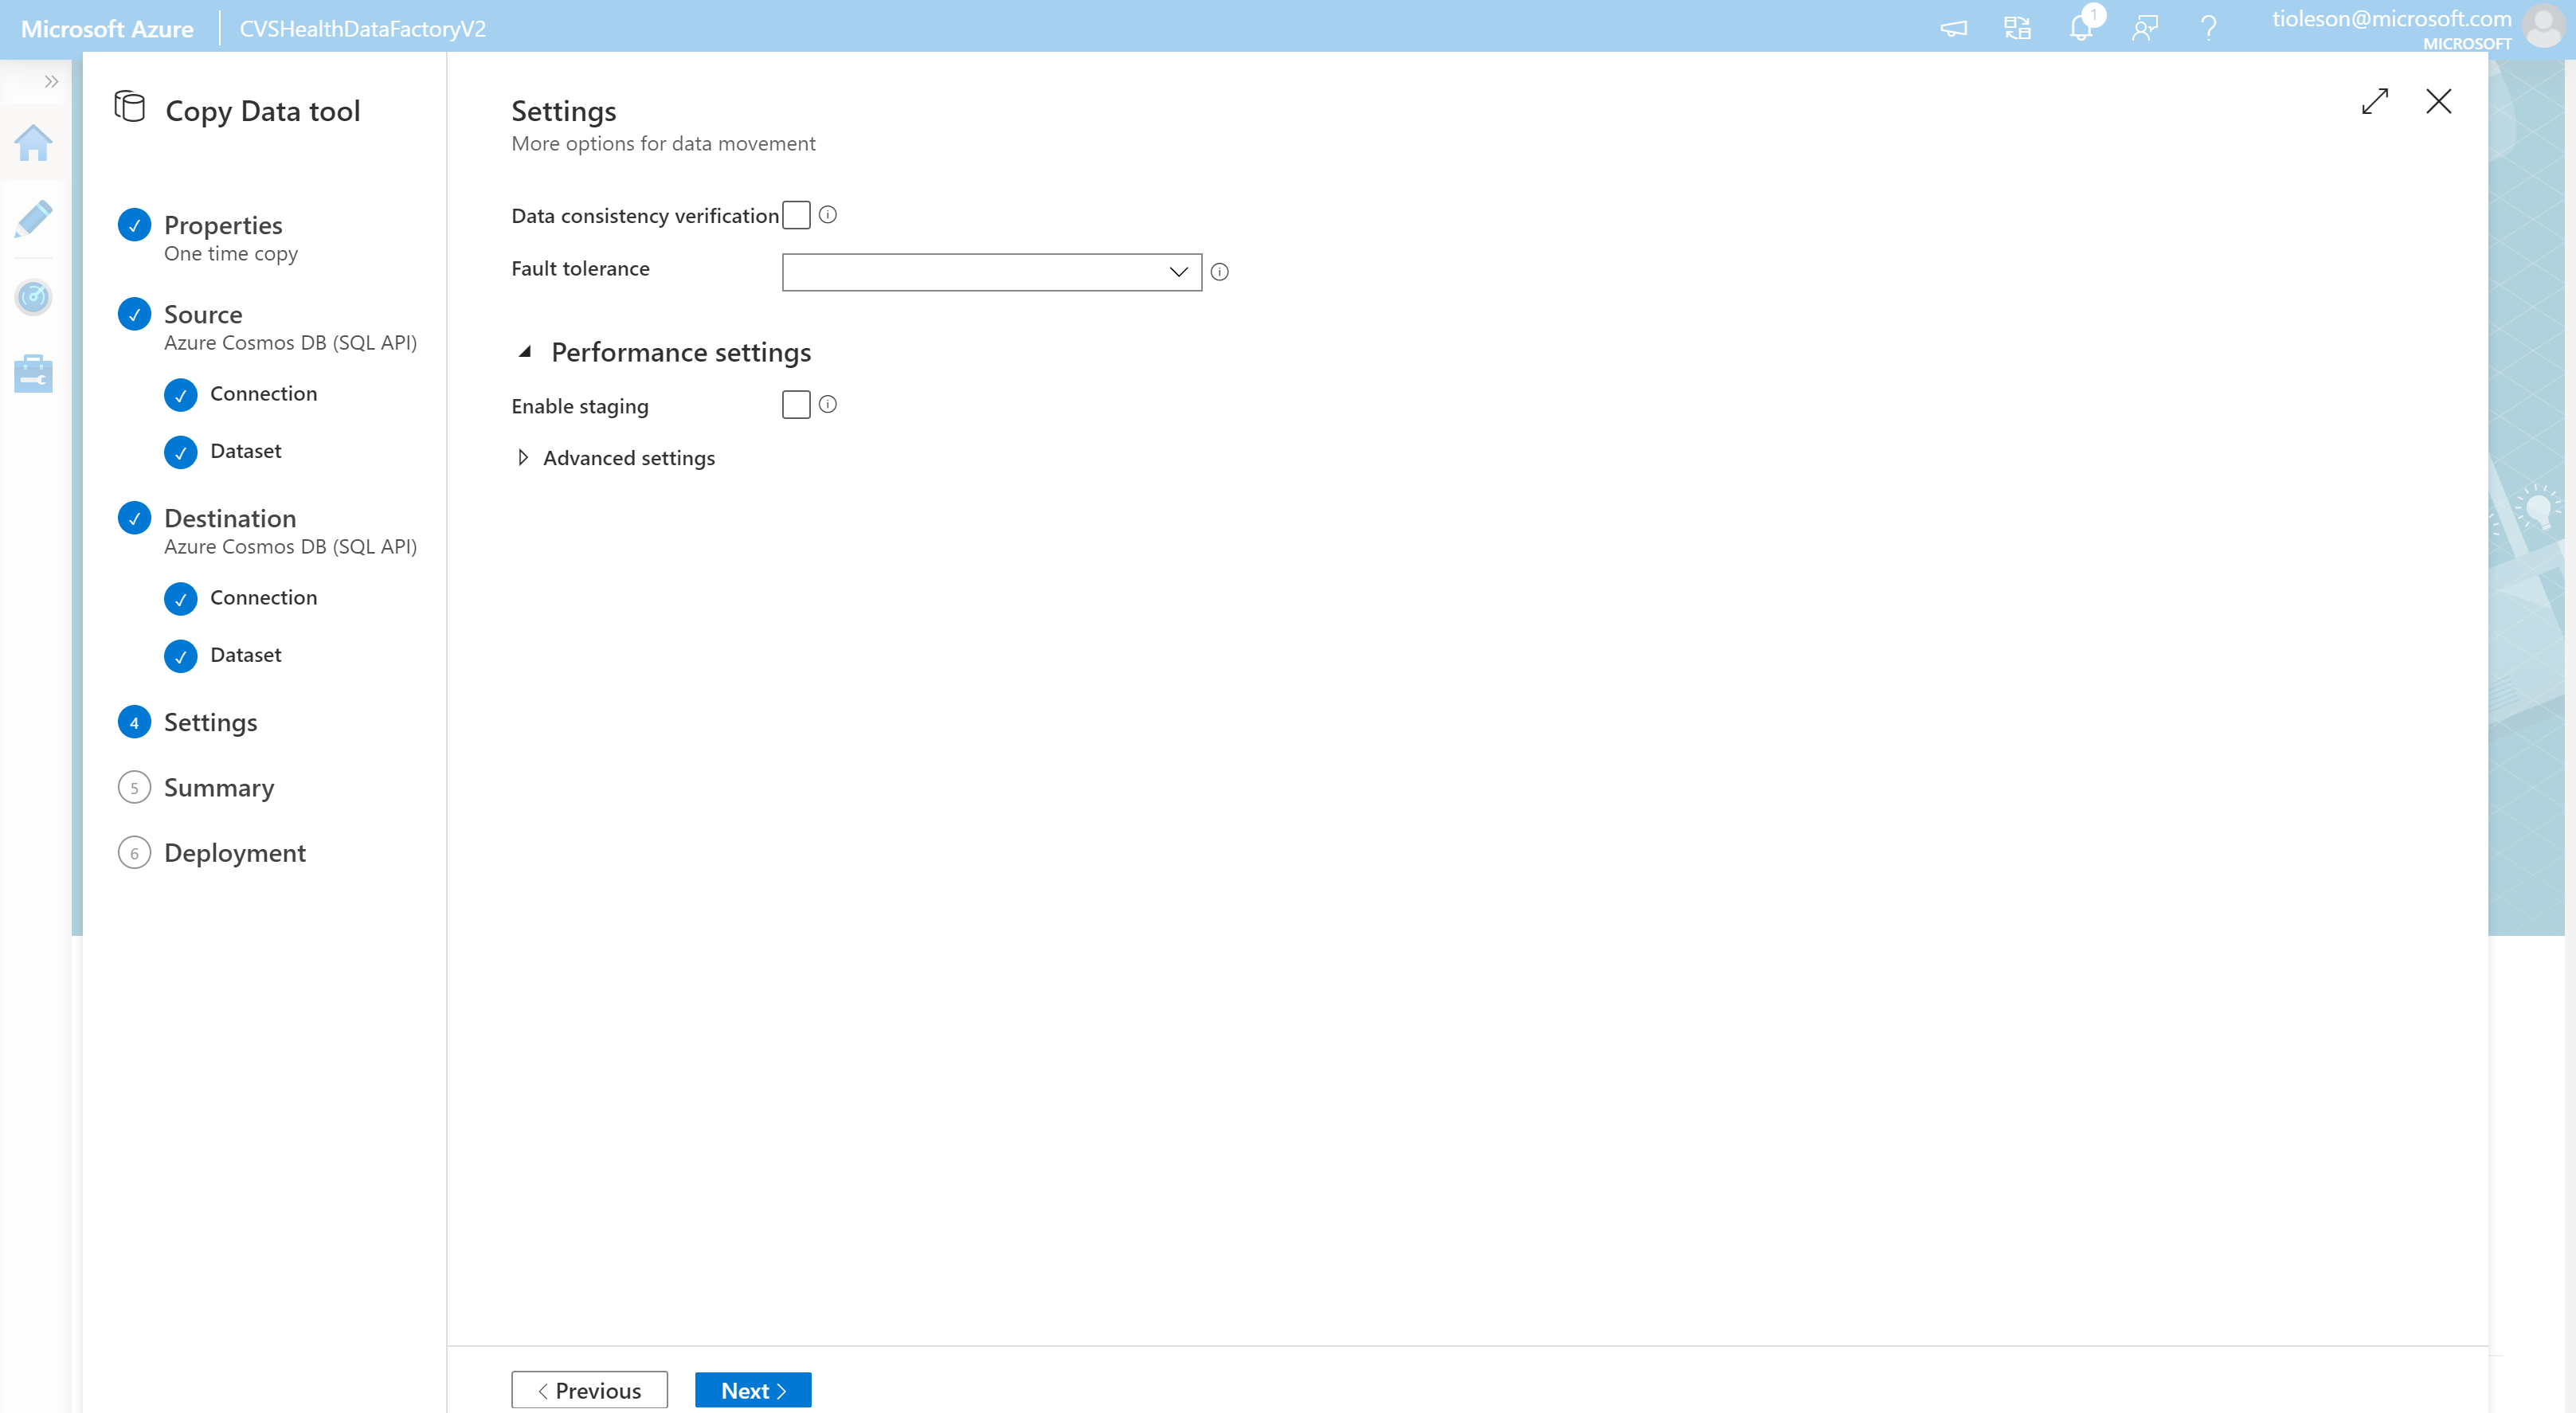 Microsoft Azure
CVSHealthDataFactoryV2
1
tioleson@microsoft.com
MICROSOFT
Copy Data tool
Properties
One time copy
Source
Azure Cosmos DB (SQL API)
Connection
Dataset
Destination
Azure Cosmos DB (SQL API)
Connection
Dataset
4 Settings
5 Summary
6 Deployment
Settings
More options for data movement
Data consistency verification
Fault tolerance
Performance settings
Enable staging
Advanced settings
Previous
Next